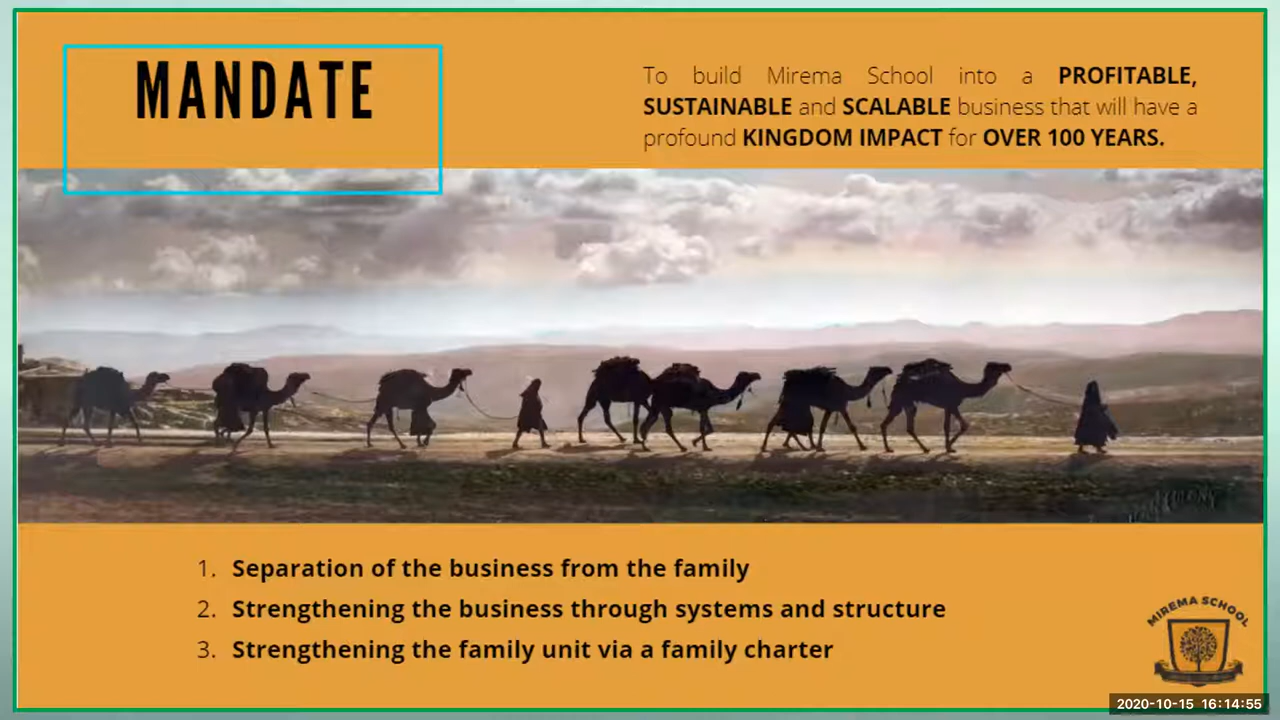 MANDATE
To build Mirema School into a PROFITABLE,
SUSTAINABLE and SCALABLE business that will have a
profound KINGDOM IMPACT for OVER 100 YEARS.
1. Separation of the business from the family
2. Strengthening the business through systems and structure
3. Strengthening the family unit via a family charter
MIREMA SCHOOL
2020-10-15 16:14:55